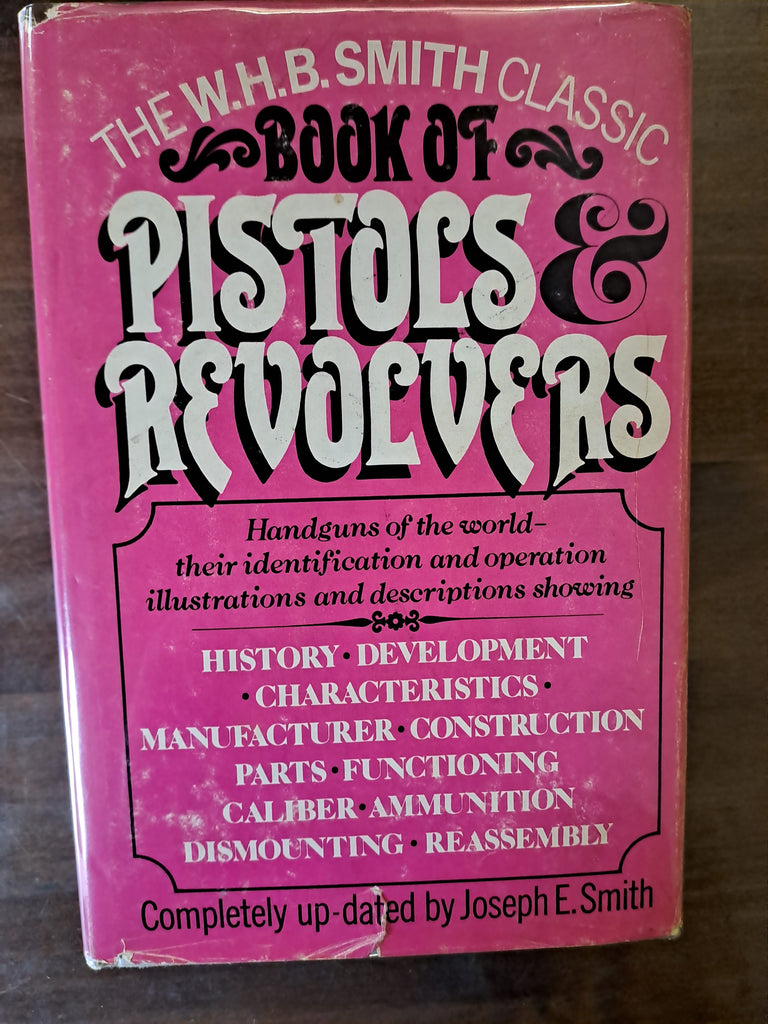 THE W.H.B. SMITH CLASSIC
BOOK OF
PISTOLS &
REVOLVERS
Handguns of the world–
their identification and operation
illustrations and descriptions showing
HISTORY • DEVELOPMENT
• CHARACTERISTICS •
MANUFACTURER • CONSTRUCTION
PARTS • FUNCTIONING
CALIBER • AMMUNITION
DISMOUNTING • REASSEMBLY
Completely up-dated by Joseph E. Smith